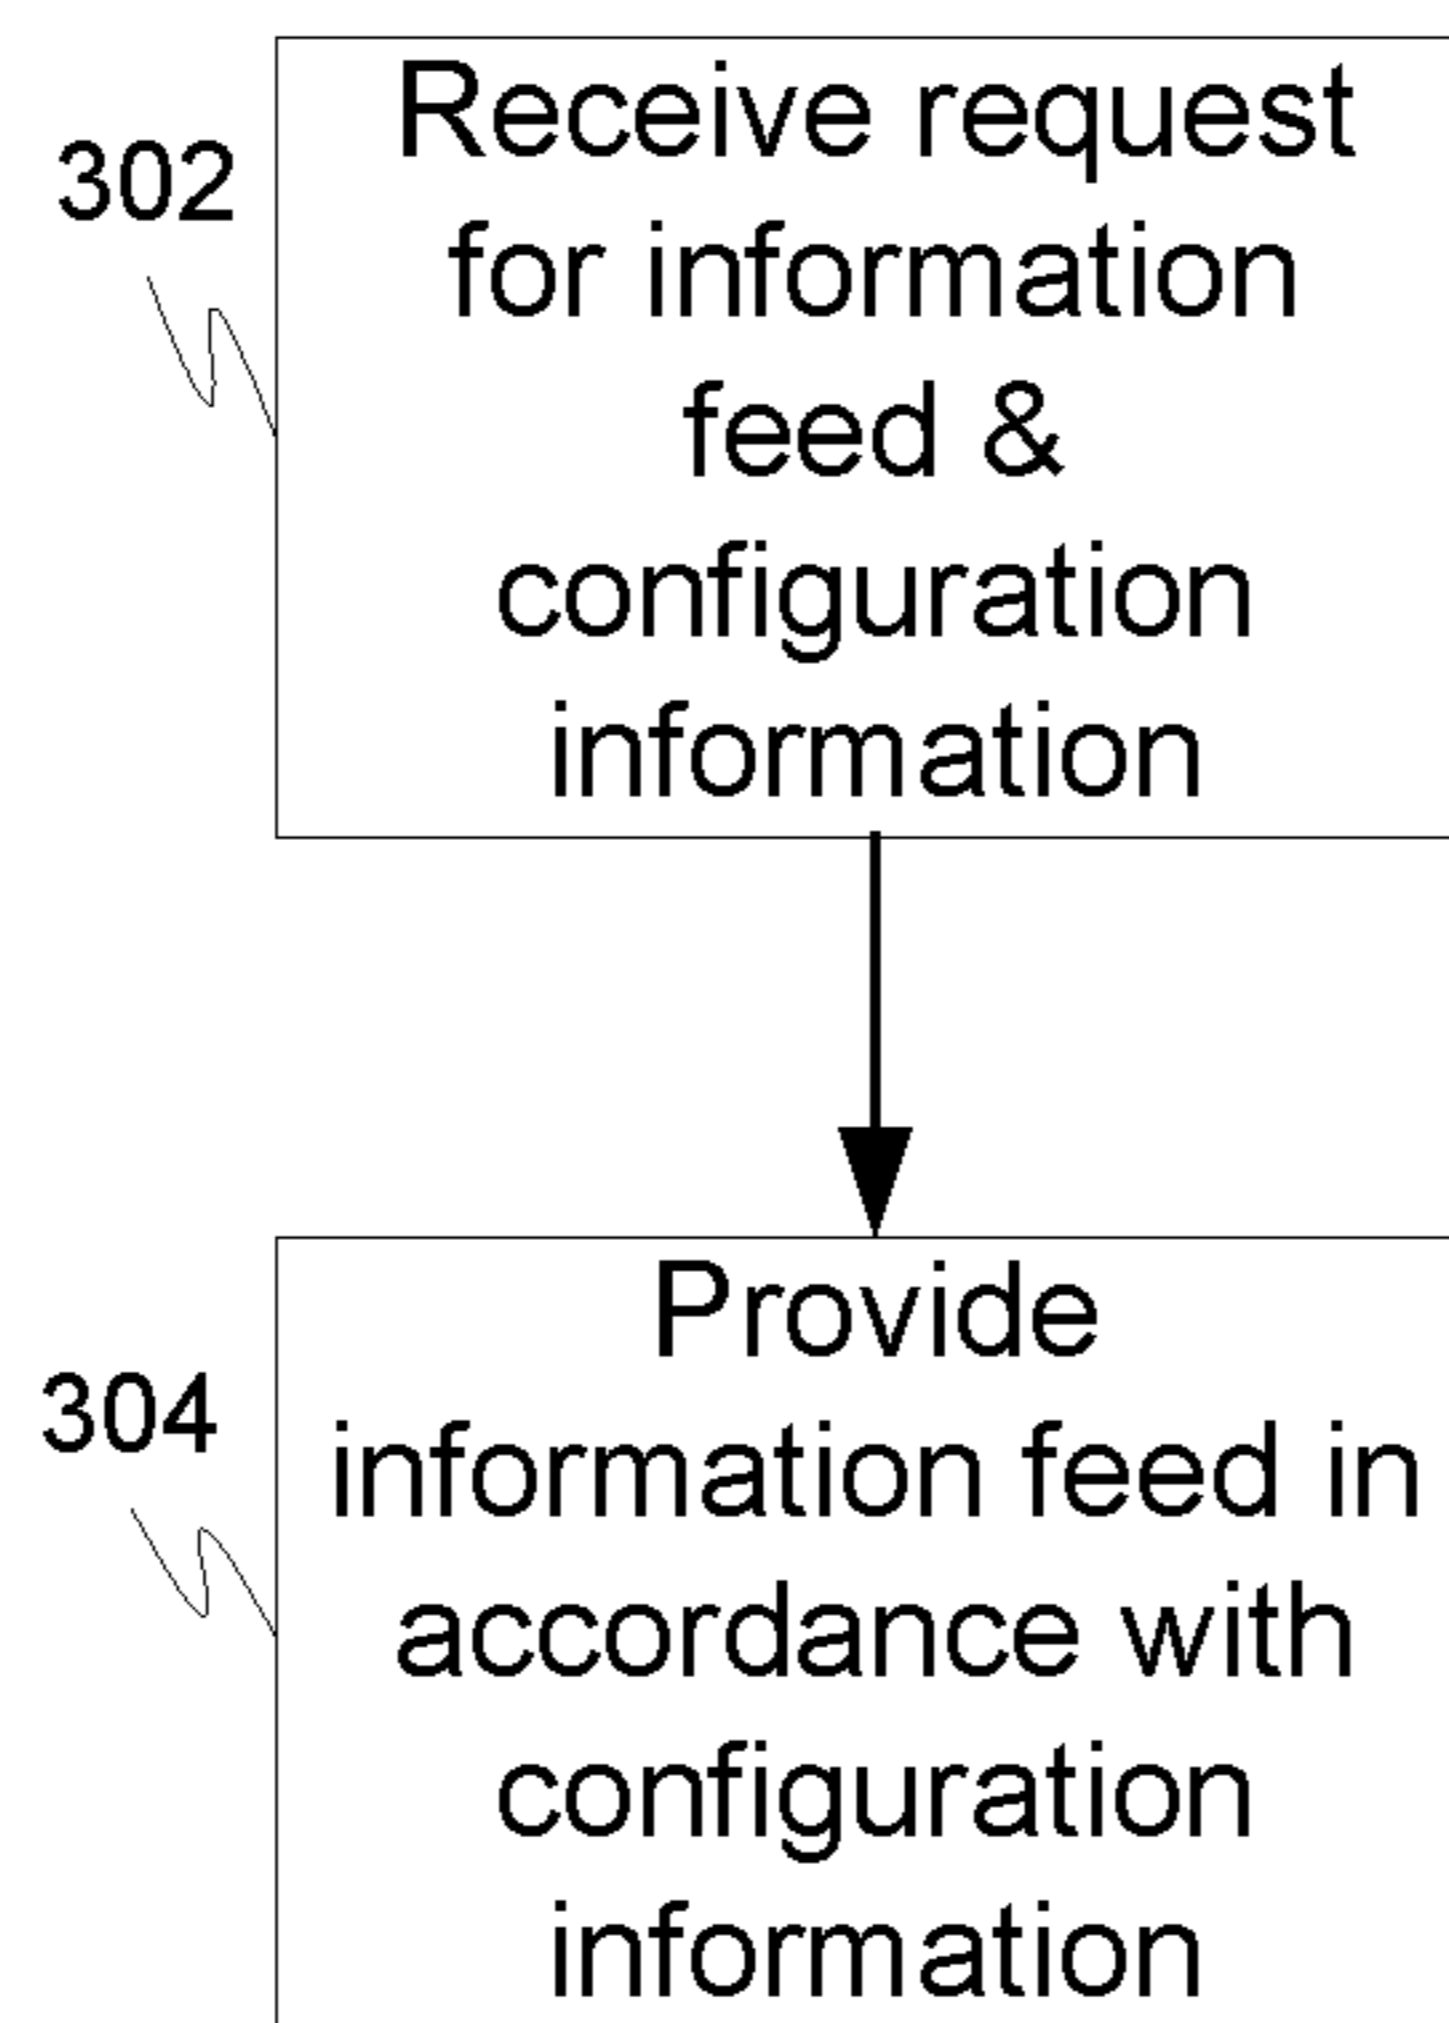 302
Receive request
for information
feed &
configuration
information
304
Provide
information feed in
accordance with
configuration
information